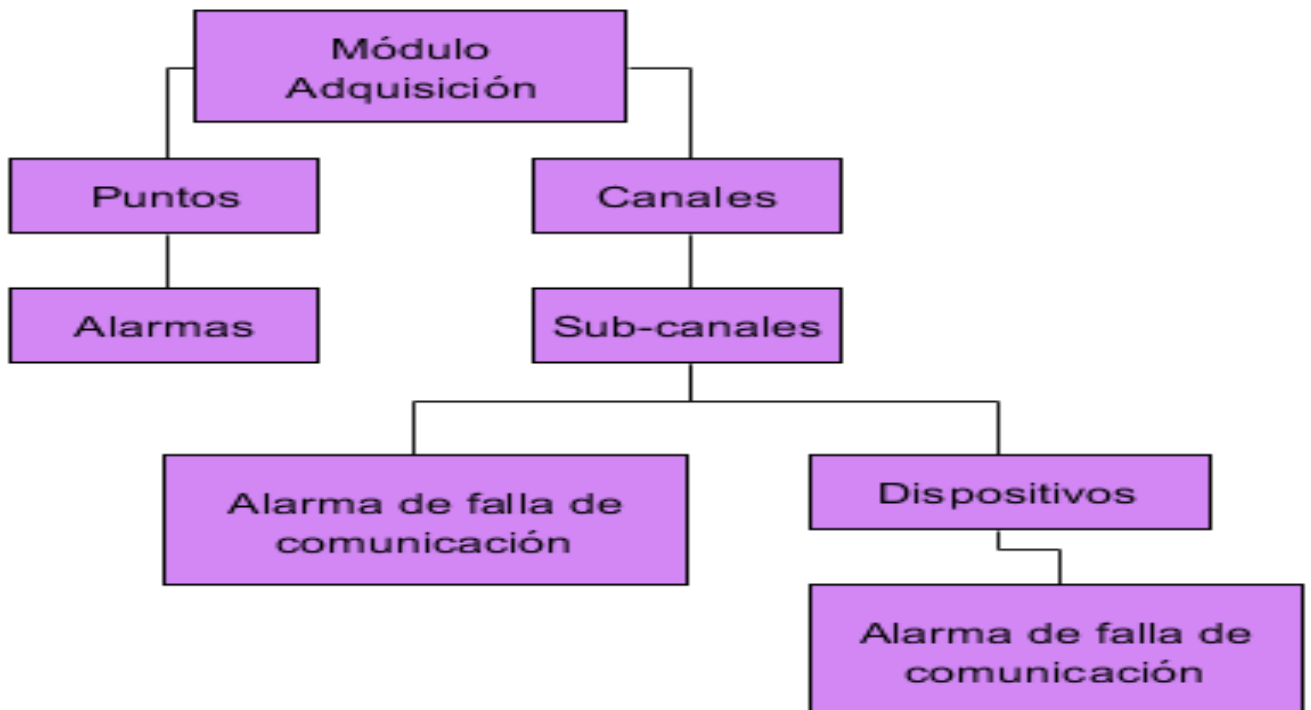 Módulo
Adquisición
Puntos
Canales
Alarmas
Sub-canales
Alarma de falla de
comunicación
Dispositivos
Alarma de falla de
comunicación